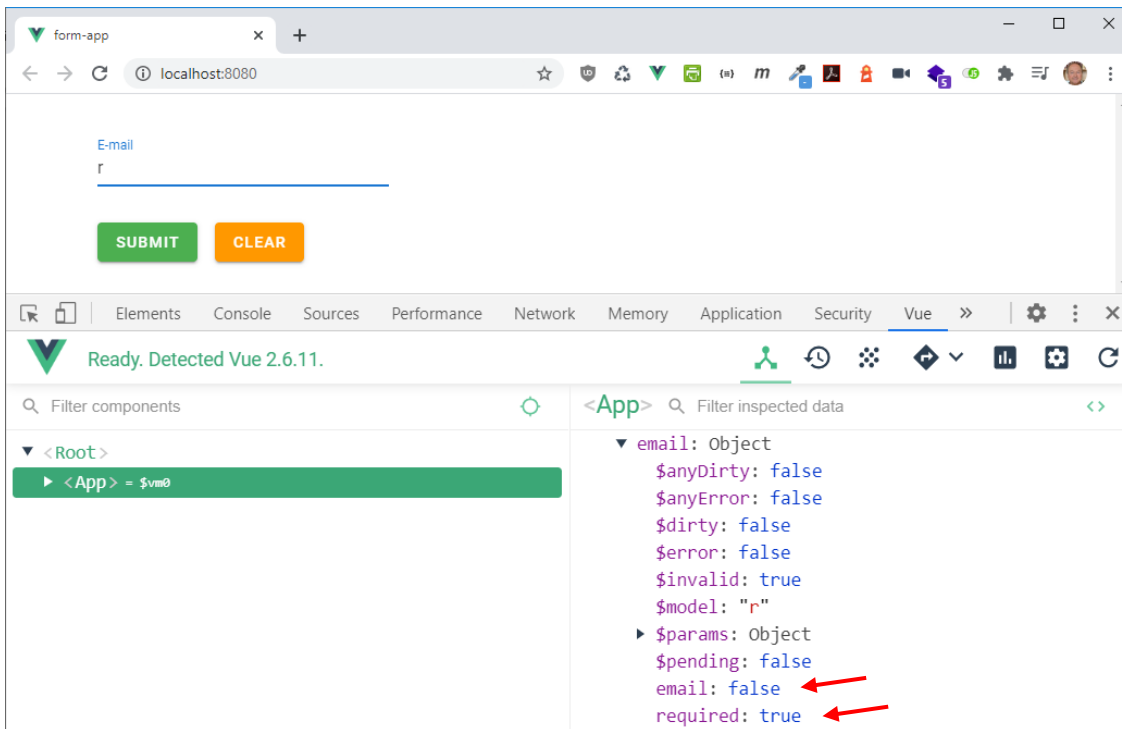 form-app
localhost:8080
m
5
E-mail
r
SUBMIT CLEAR
Elements Console Sources Performance Network Memory Application Security Vue
Ready. Detected Vue 2.6.11.
Filter components
<App> Filter inspected data
<Root>
<App> = $vm0
email: Object
$anyDirty: false
$anyError: false
$dirty: false
$error: false
$invalid: true
$model: "r"
$params: Object
$pending: false
email: false
required: true